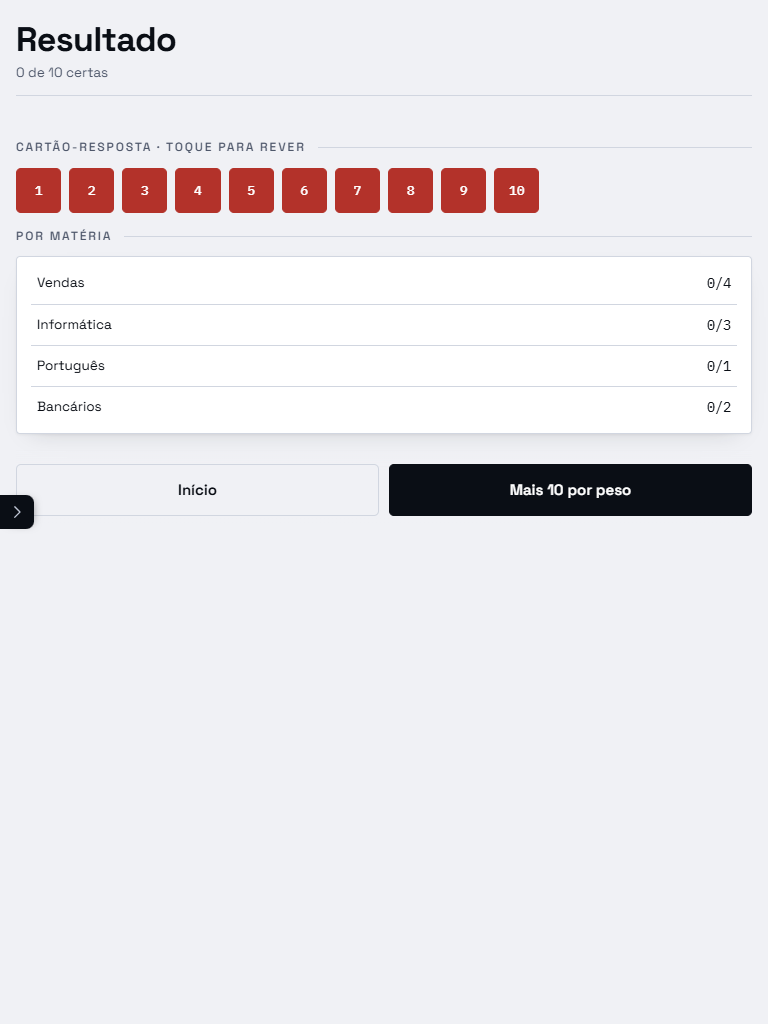 Resultado
0 de 10 certas
CARTÃO-RESPOSTA · TOQUE PARA REVER
1 2 3 4 5 6 7 8 9 10
POR MATÉRIA
Vendas 0/4
Informática 0/3
Português 0/1
Bancários 0/2
Início Mais 10 por peso